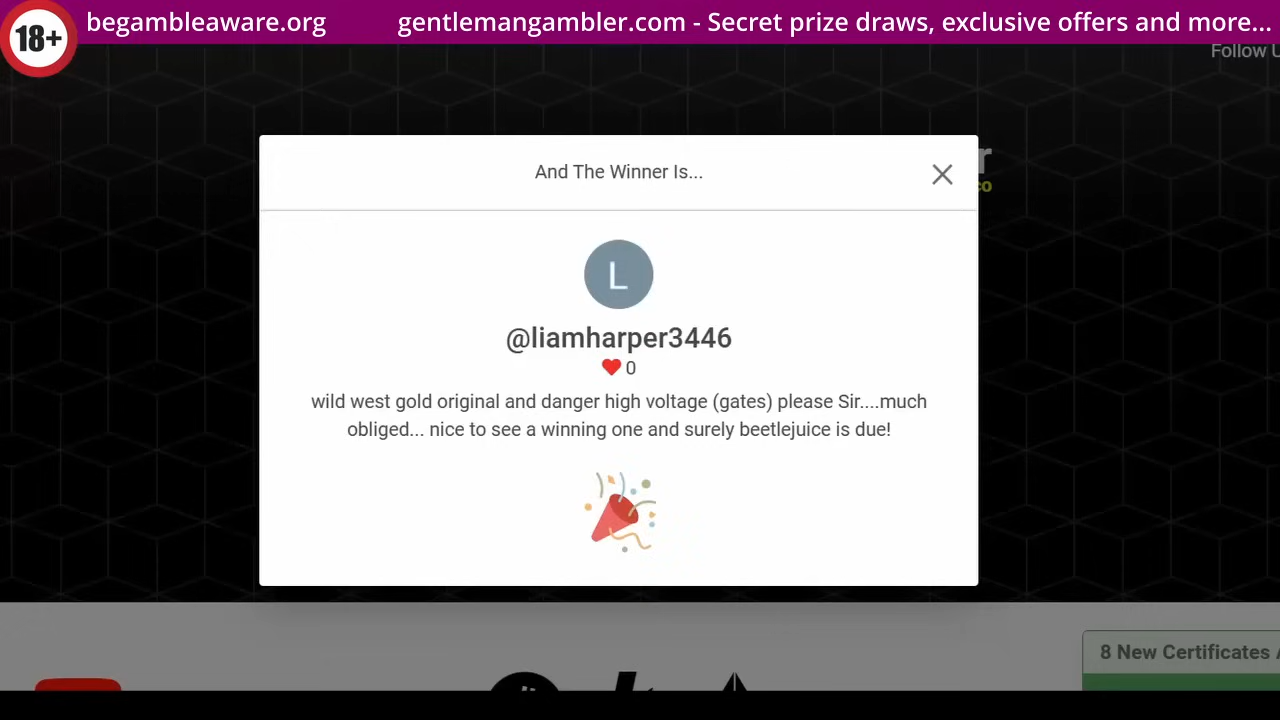 18+
begambleaware.org
gentlemangambler.com - Secret prize draws, exclusive offers and more...
Follow U
r
co
And The Winner Is...
L
@liamharper3446
0
wild west gold original and danger high voltage (gates) please Sir....much
obliged... nice to see a winning one and surely beetlejuice is due!
8 New Certificates A